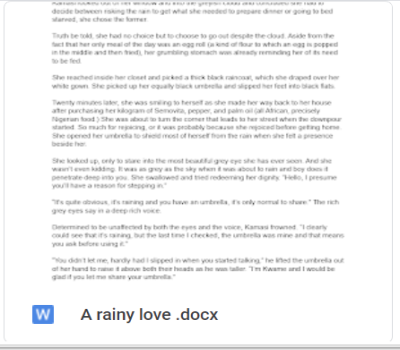 Kamasi looked out of her window and into the greyest clouds and concluded she had to
decide between risking the rain to get what she needed to prepare dinner or going to bed
starved, she chose the former.
Truth be told, she had no choice but to choose to go out despite the cloud. Aside from the
fact that her only meal of the day was an egg roll (a kind of flour to which an egg is popped
in the middle and then fried), her grumbling stomach was already reminding her of its need
to be fed.
She reached inside her closet and picked a thick black raincoat, which she draped over her
white gown. She picked up her equally black umbrella and slipped her feet into black flats.
Twenty minutes later, she was smiling to herself as she made her way back to her house
after purchasing her kilogram of Semovita, pepper, and palm oil (all African, precisely
Nigerian food.) She was about to turn the corner that leads to her street when the downpour
started. So much for rejoicing, or it was probably because she rejoiced before getting home.
She opened her umbrella to shield most of herself from the rain when she felt a presence
beside her.
She looked up, only to stare into the most beautiful grey eye she has ever seen. And she
wasn't even kidding. It was as grey as the sky when it was about to rain and boy does it
penetrate deep into you. She swallowed and tried redeeming her dignity. "Hello, I presume
you'll have a reason for stepping in."
"It's quite obvious, it's raining and you have an umbrella, it's only normal to share." The rich
grey eyes say in a deep rich voice.
Determined to be unaffected by both the eyes and the voice, Kamasi frowned. "I clearly
could see that it's raining, but the last time I checked, the umbrella was mine and that means
you ask before using it."
"You didn't let me, hardly had I slipped in when you started talking," he lifted the umbrella out
of her hand to raise it above both their heads as he was taller. "I'm Kwame and I would be
glad if you let me share your umbrella."
W A rainy love .docx